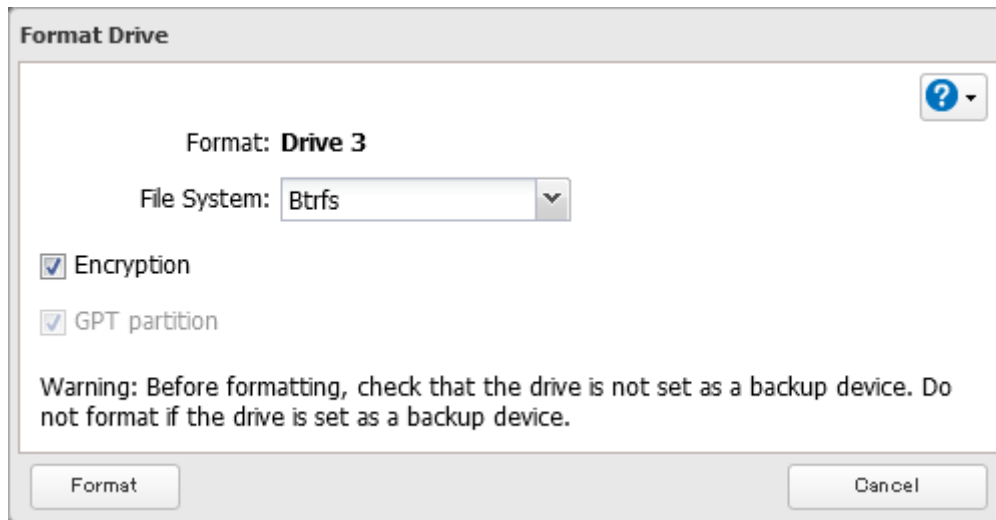 Format Drive
Format: Drive 3
File System: Btrfs
Encryption
GPT partition
Warning: Before formatting, check that the drive is not set as a backup device. Do
not format if the drive is set as a backup device.
Format Cancel